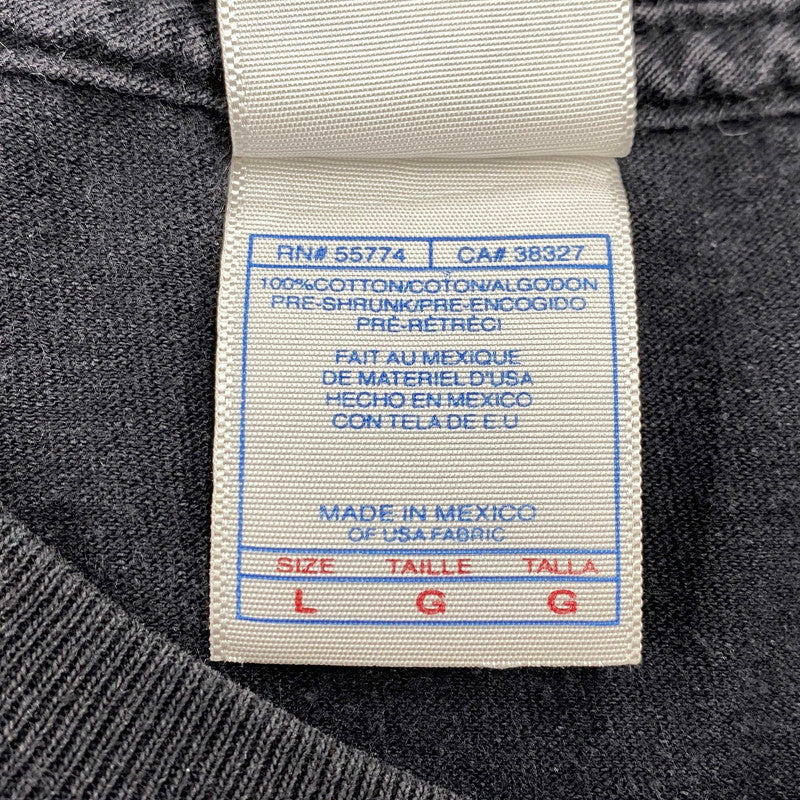 RN# 55774 CA# 38327
100%COTTON/COTON/ALGODON
PRE-SHRUNK/PRE-ENCOGIDO
PRÉ-RÉTRÉCI
FAIT AU MEXIQUE
DE MATERIEL D'USA
HECHO EN MEXICO
CON TELA DE E.U
MADE IN MEXICO
OF USA FABRIC
SIZE TAILLE TALLA
L G G